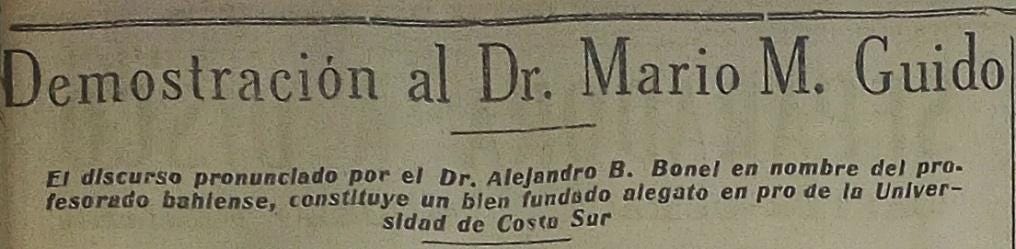 Demostración al Dr. Mario M. Guido
El discurso pronunciado por el Dr. Alejandro B. Bonel en nombre del pro-
fesorado bahiense, constituye un bien fundado alegato en pro de la Univer-
sidad de Costa Sur